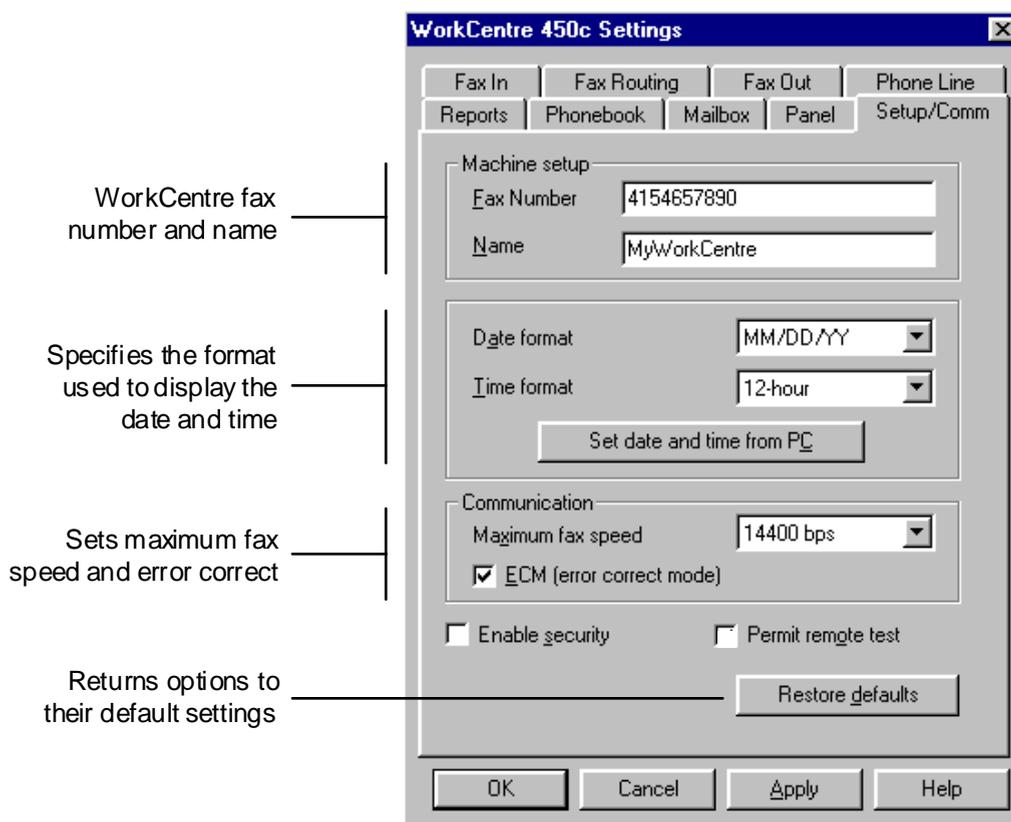 WorkCentre 450c Settings
Fax In Fax Routing Fax Out Phone Line
Reports Phonebook Mailbox Panel Setup/Comm
WorkCentre fax
number and name
Machine setup
Fax Number 4154657890
Name MyWorkCentre
Specifies the format
used to display the
date and time
Date format MM/DD/YY
Time format 12-hour
Set date and time from PC
Sets maximum fax
speed and error correct
Communication
Maximum fax speed 14400 bps
ECM (error correct mode)
Enable security Permit remote test
Returns options to
their default settings
Restore defaults
OK Cancel Apply Help